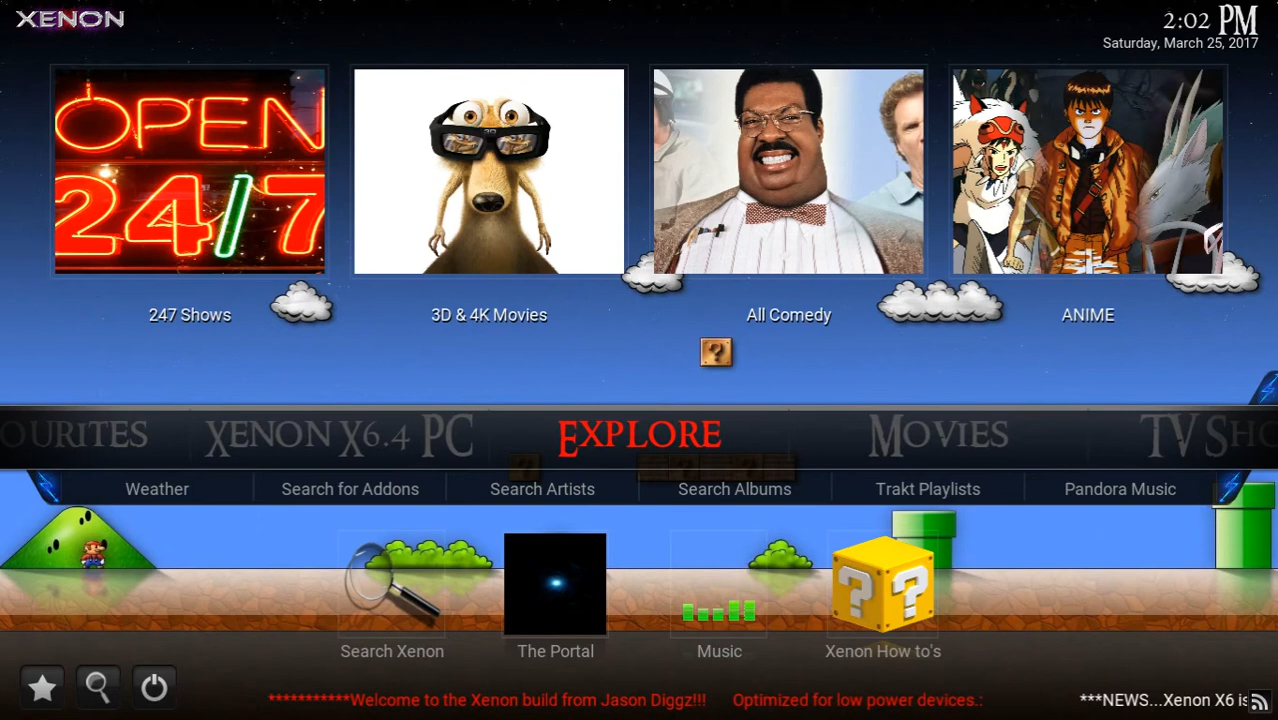 XENON
2:02 PM
Saturday, March 25, 2017
OPEN
24/7
3D
247 Shows
3D & 4K Movies
All Comedy
ANIME
?
OURITES
XENON X6.4 PC
EXPLORE
MOVIES
TV SHO
Weather
Search for Addons
Search Artists
Search Albums
Trakt Playlists
Pandora Music
? ?
Search Xenon
The Portal
Music
Xenon How to's
***********Welcome to the Xenon build from Jason Diggz!!! Optimized for low power devices.: ***NEWS...Xenon X6 is